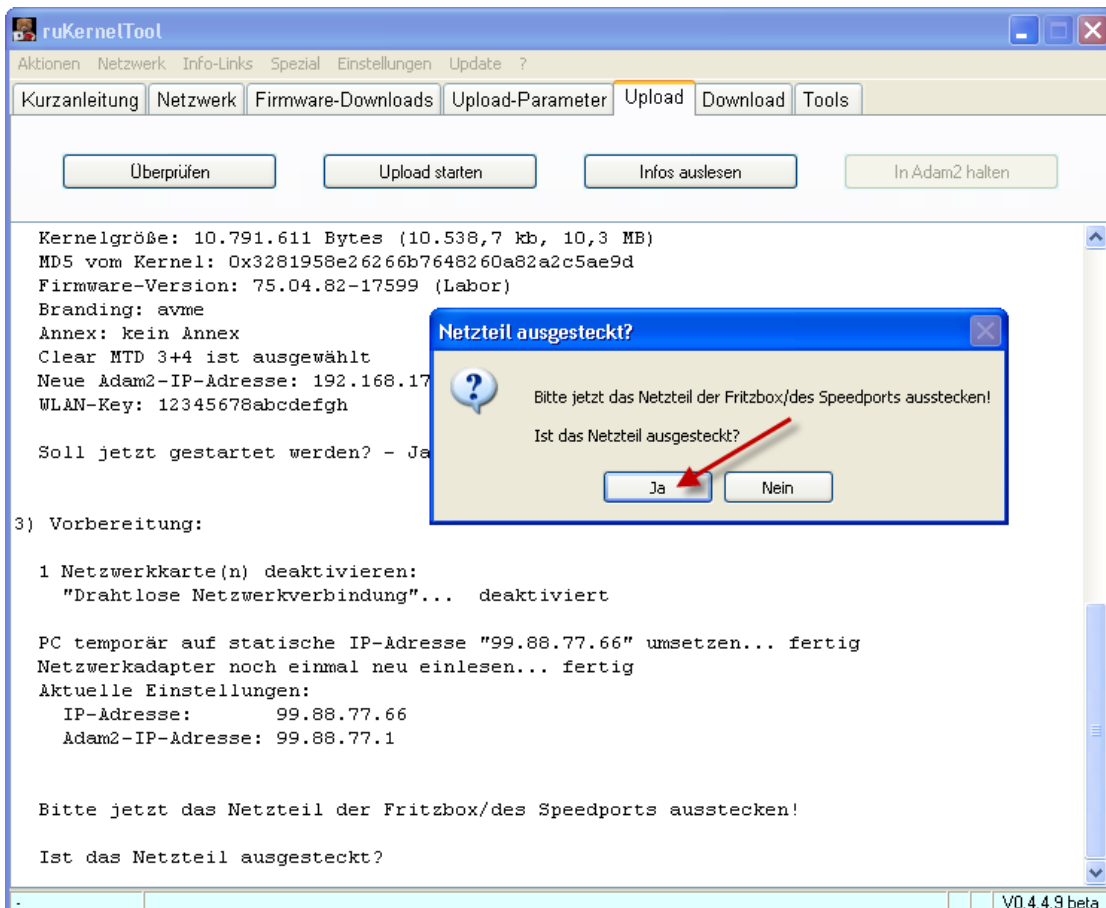 ruKernelTool
Aktionen Netzwerk Info-Links Spezial Einstellungen Update ?
Kurzanleitung Netzwerk Firmware-Downloads Upload-Parameter Upload Download Tools
Überprüfen Upload starten Infos auslesen In Adam2 halten
Kernelgröße: 10.791.611 Bytes (10.538,7 kb, 10,3 MB)
MD5 vom Kernel: 0x3281958e26266b7648260a82a2c5ae9d
Firmware-Version: 75.04.82-17599 (Labor)
Branding: avme
Annex: kein Annex
Clear MTD 3+4 ist ausgewählt
Neue Adam2-IP-Adresse: 192.168.17
WLAN-Key: 12345678abcdefgh
Soll jetzt gestartet werden? - Ja
Netzteil ausgesteckt?
Bitte jetzt das Netzteil der Fritzbox/des Speedports ausstecken!
Ist das Netzteil ausgesteckt?
Ja Nein
3) Vorbereitung:
1 Netzwerkkarte(n) deaktivieren:
"Drahtlose Netzwerkverbindung"... deaktiviert
PC temporär auf statische IP-Adresse "99.88.77.66" umsetzen... fertig
Netzwerkadapter noch einmal neu einlesen... fertig
Aktuelle Einstellungen:
IP-Adresse: 99.88.77.66
Adam2-IP-Adresse: 99.88.77.1
Bitte jetzt das Netzteil der Fritzbox/des Speedports ausstecken!
Ist das Netzteil ausgesteckt?
- V0.4.4.9 beta